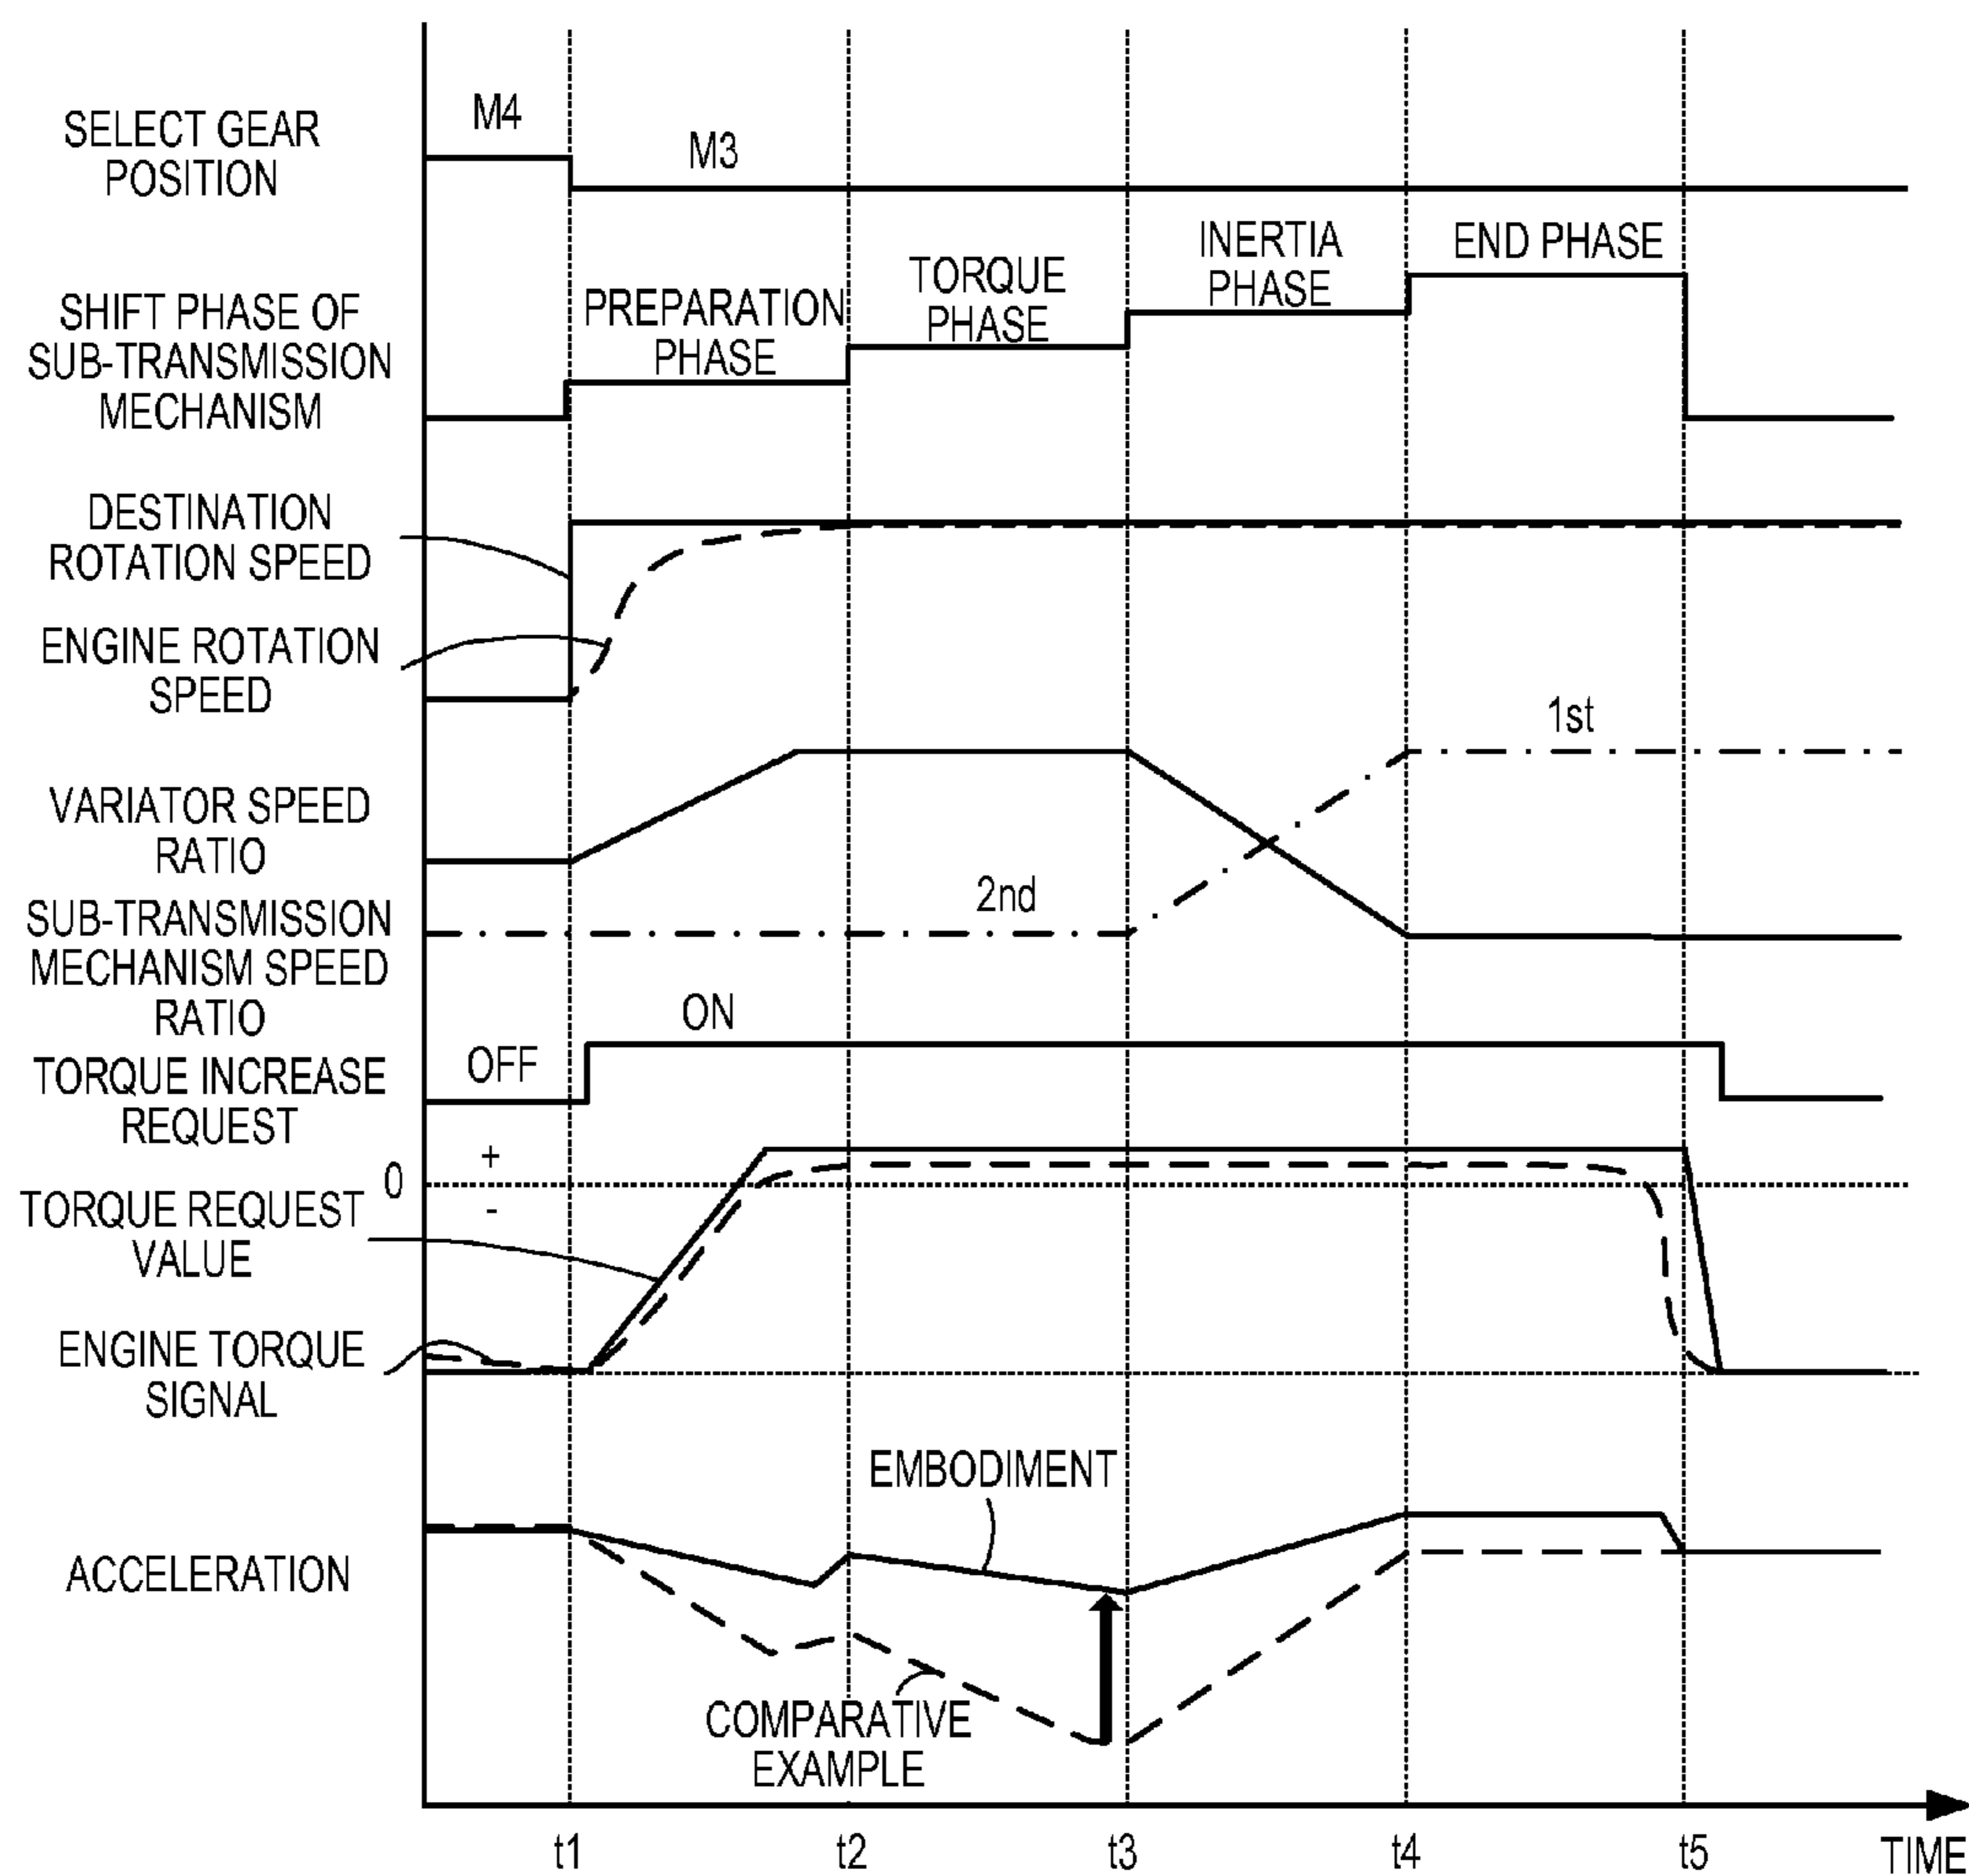 M4
SELECT GEAR
POSITION
M3
SHIFT PHASE OF
SUB-TRANSMISSION
MECHANISM
PREPARATION
PHASE
TORQUE
PHASE
INERTIA
PHASE
END PHASE
DESTINATION
ROTATION SPEED
ENGINE ROTATION
SPEED
1st
VARIATOR SPEED
RATIO
2nd
SUB-TRANSMISSION
MECHANISM SPEED
RATIO
ON
OFF
TORQUE INCREASE
REQUEST
+
0
-
TORQUE REQUEST
VALUE
ENGINE TORQUE
SIGNAL
EMBODIMENT
ACCELERATION
COMPARATIVE
EXAMPLE
t1 t2 t3 t4 t5 TIME